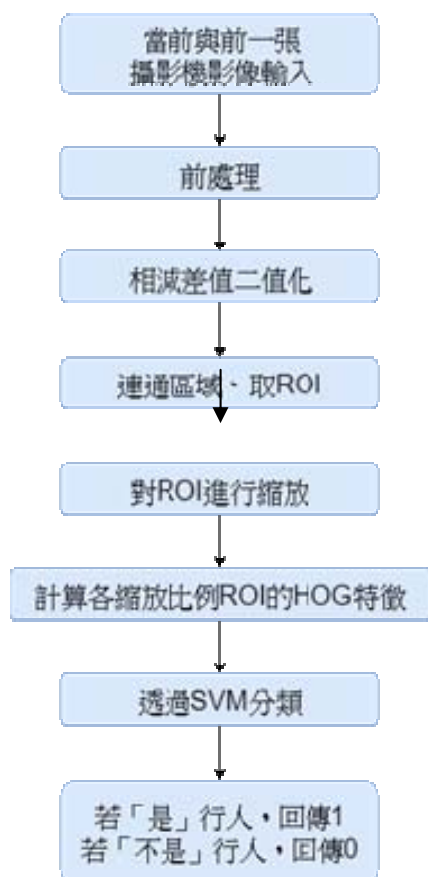 當前與前一張
攝影機影像輸入
前處理
相減差值二值化
連通區域、取ROI
對ROI進行縮放
計算各縮放比例ROI的HOG特徵
透過SVM分類
若「是」行人，回傳1
若「不是」行人，回傳0